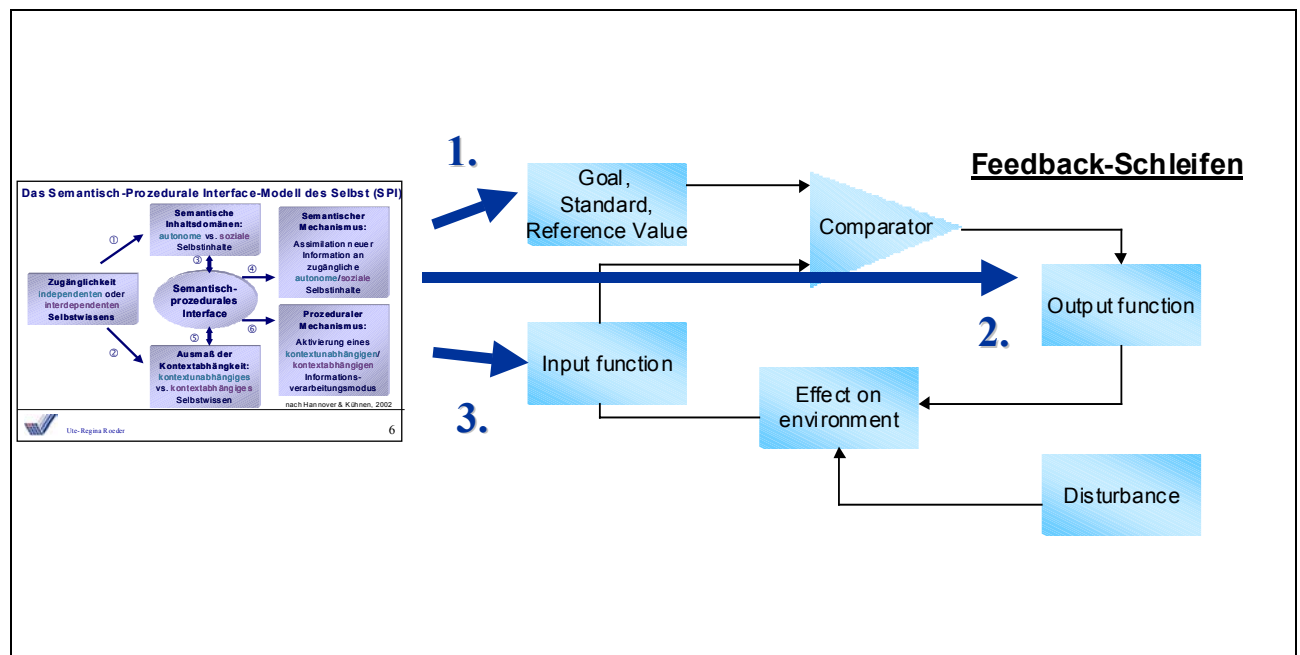 Das Semantisch-Prozedurale Interface-Modell des Selbst (SPI)
Semantische
Inhaltsdomänen:
autonome vs. soziale
Selbstinhalte
①
③
④
Semantischer
Mechanismus:
Assimilation neuer
Information an
zugängliche
autonome/soziale
Selbstinhalte
Zugänglichkeit
independenten oder
interdependenten
Selbstwissens
Semantisch-
prozedurales
Interface
②
⑤
⑥
Ausmaß der
Kontextabhängkeit:
kontextunabhängiges
vs. kontextabhängiges
Selbstwissen
Prozeduraler
Mechanismus:
Aktivierung eines
kontextunabhängigen/
kontextabhängigen
Informations-
verarbeitungsmodus
nach Hannover & Kühnen, 2002
Ute-Regina Roeder
6
1.
Goal,
Standard,
Reference Value
Comparator
Feedback-Schleifen
Output function
2.
Input function
3.
Effect on
environment
Disturbance